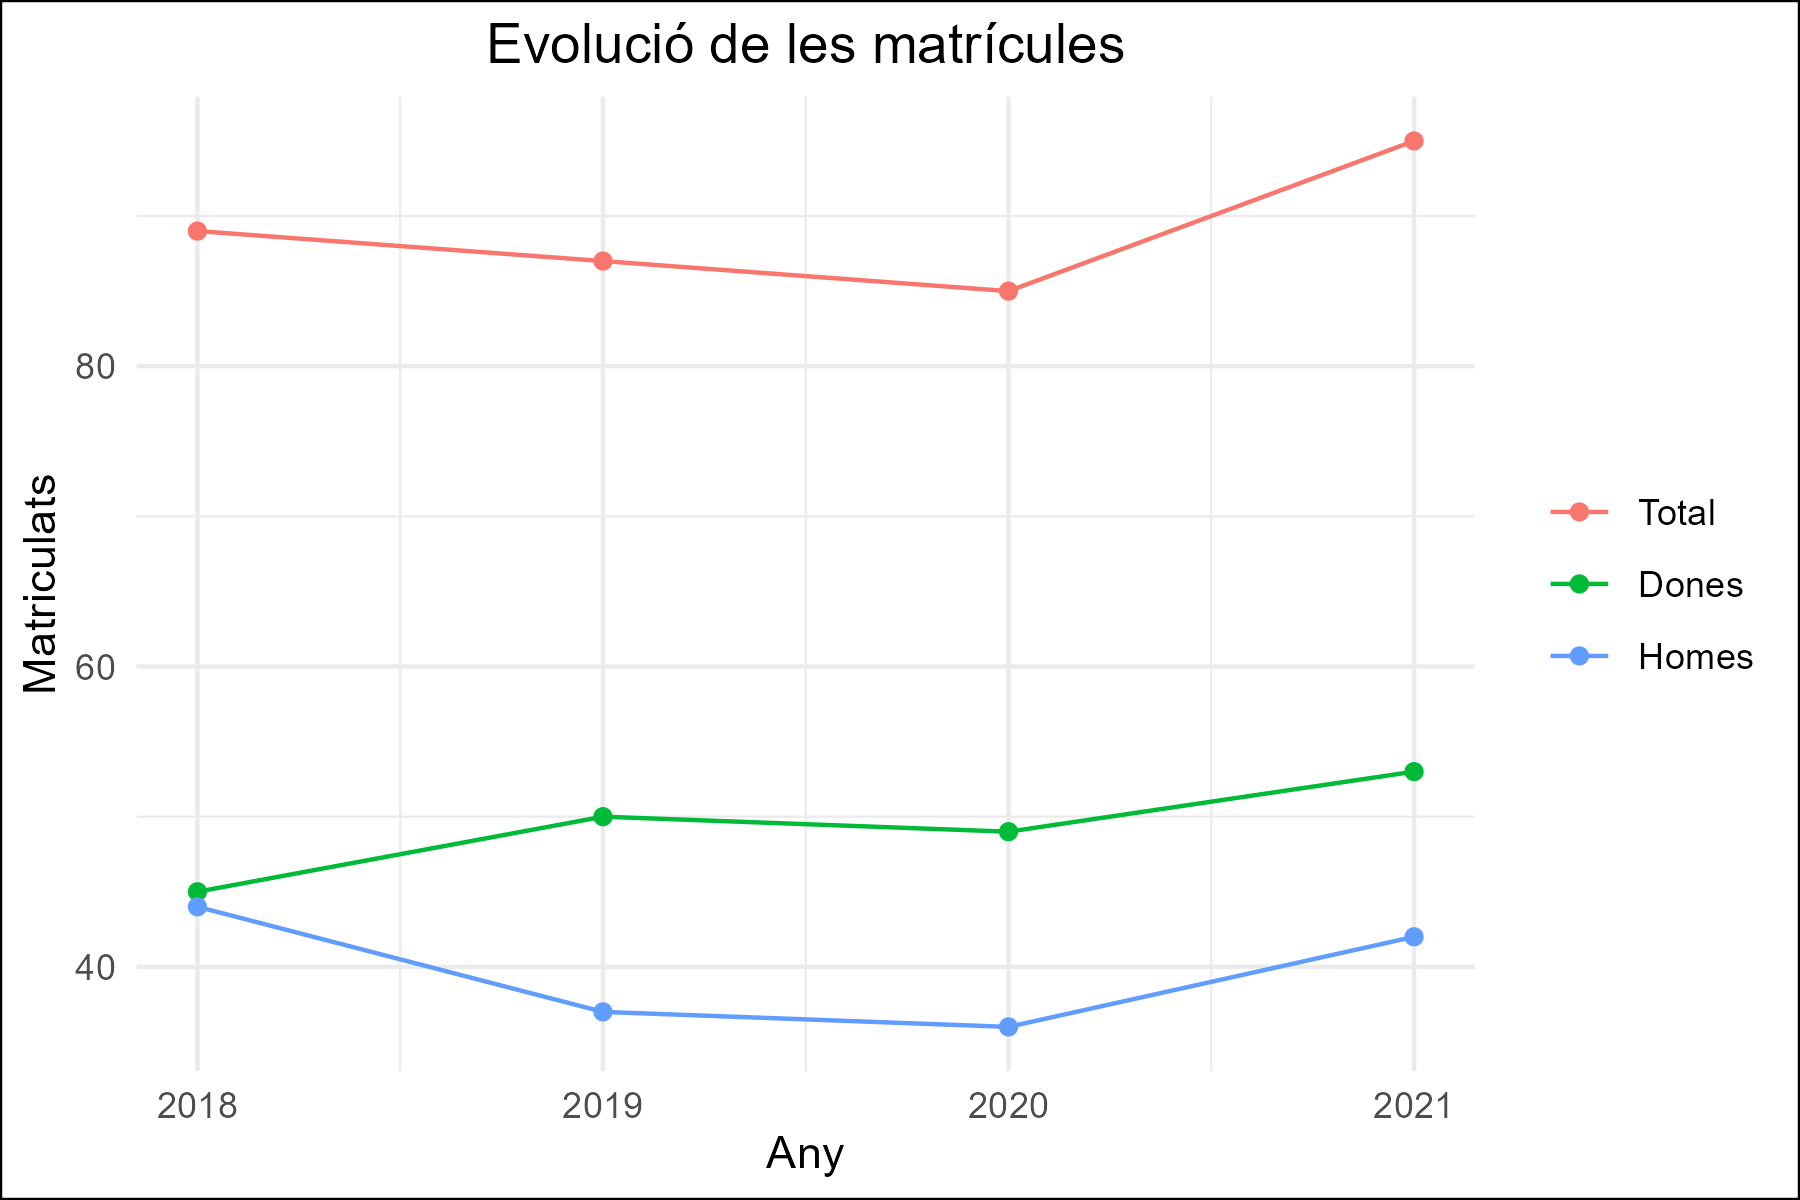 Evolució de les matrícules
Matriculats
80
60
40
2018
2019
2020
2021
Any
Total
Dones
Homes